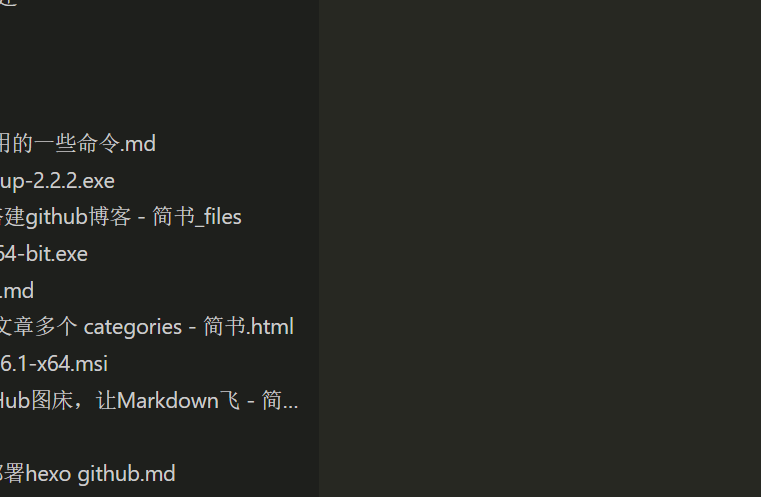 用的一些命令.md
up-2.2.2.exe
搭建github博客 - 简书_files
64-bit.exe
.md
文章多个 categories - 简书.html
6.1-x64.msi
Hub图床，让Markdown飞 - 简...
部署hexo github.md